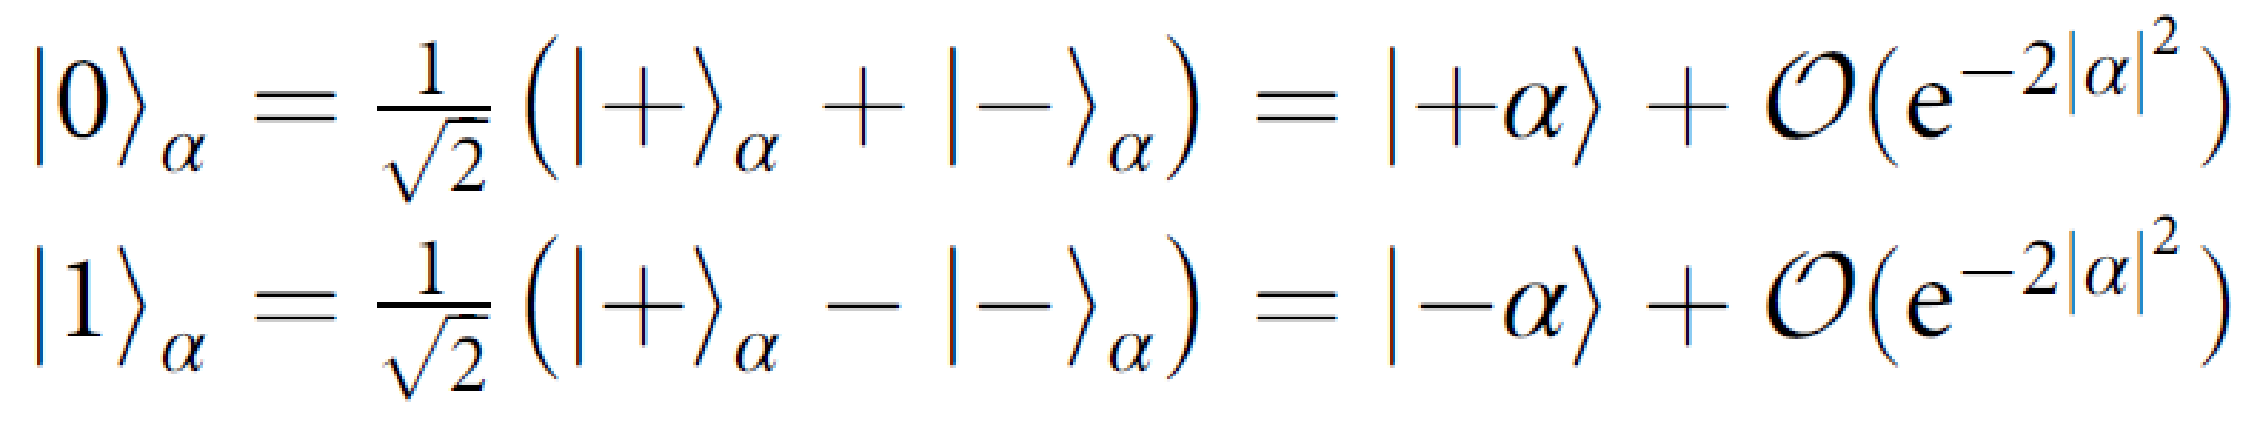 |0⟩_α = 1/√2 (|+⟩_α + |−⟩_α) = |+α⟩ + 𝒪(e^{−2|α|²})
|1⟩_α = 1/√2 (|+⟩_α − |−⟩_α) = |−α⟩ + 𝒪(e^{−2|α|²})